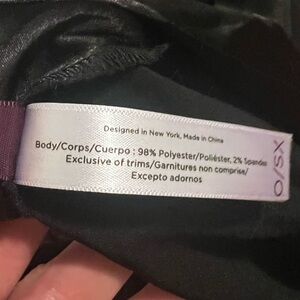 Designed in New York, Made in China
Body/Corps/Cuerpo : 98% Polyester/Poliéster, 2% Spandex
Exclusive of trims/Garnitures non comprise/
Excepto adornos
XS/0